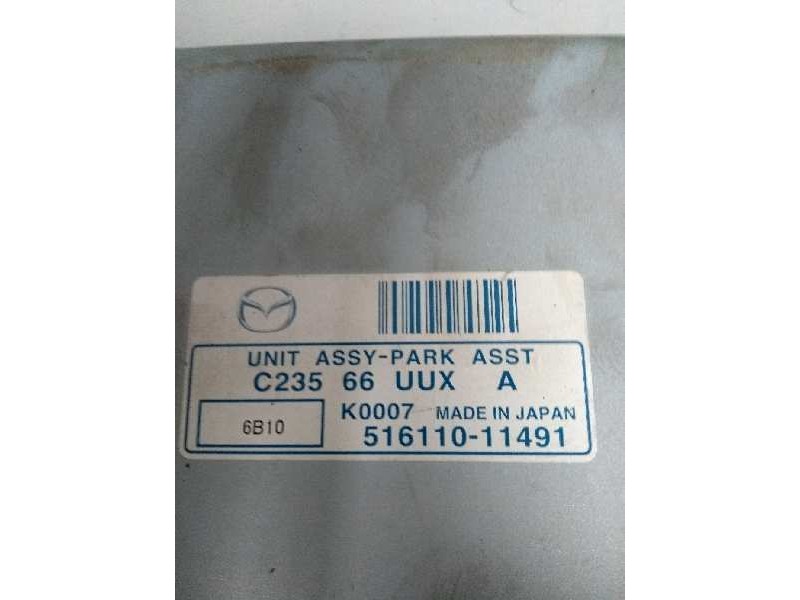 UNIT ASSY-PARK ASST
C235 66 UUX A
6B10
K0007 MADE IN JAPAN
516110-11491